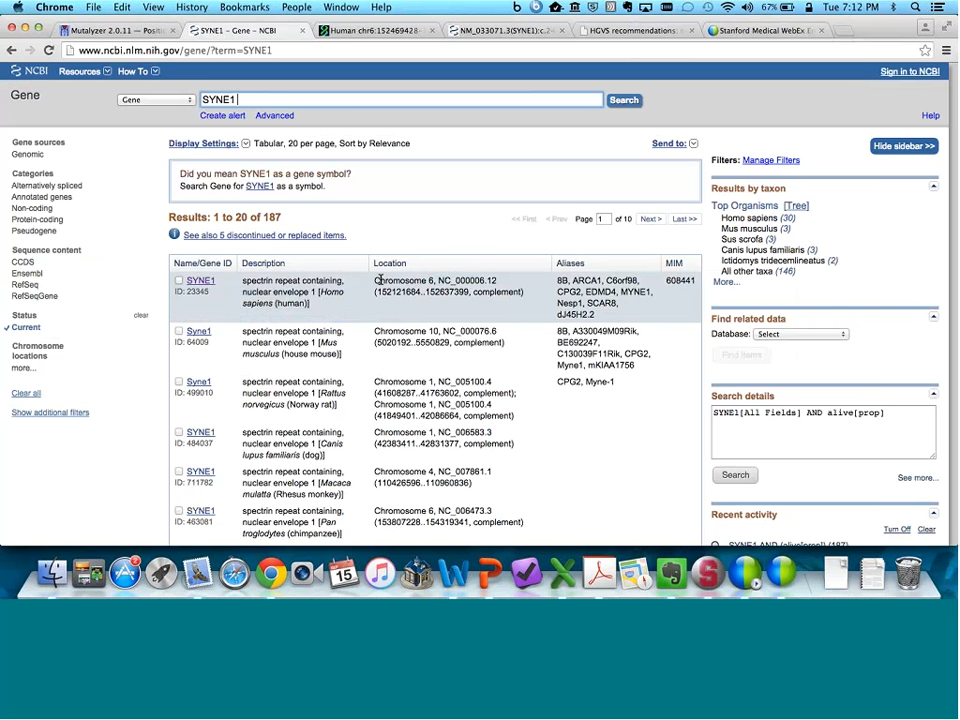 Chrome File Edit View History Bookmarks People Window Help 67% Sun 7:12 PM
Mutalyzer 2.0.11 — Positi SYNE1 - Gene - NCBI Human chr6:152469428- NM_033071.3(SYNE1):c.2 HGVS recommendations: Stanford Medical WebEx E
www.ncbi.nlm.nih.gov/gene/?term=SYNE1
NCBI Resources How To Sign in to NCBI
Gene Gene SYNE1 Search
Create alert Advanced Help
Gene sources
Genomic
Categories
Alternatively spliced
Annotated genes
Non-coding
Protein-coding
Pseudogene
Sequence content
CCDS
Ensembl
RefSeq
RefSeqGene
Status clear
Current
Chromosome
locations
more...
Clear all
Show additional filters
Display Settings: Tabular, 20 per page, Sort by Relevance Send to:
Did you mean SYNE1 as a gene symbol?
Search Gene for SYNE1 as a symbol.
Results: 1 to 20 of 187 << First < Prev Page 1 of 10 Next > Last >>
See also 5 discontinued or replaced items.
Name/Gene ID Description Location Aliases MIM
SYNE1 spectrin repeat containing, Chromosome 6, NC_000006.12 8B, ARCA1, C6orf98, 608441
ID: 23345 nuclear envelope 1 [Homo (152121684..152637399, complement) CPG2, EDMD4, MYNE1,
sapiens (human)] Nesp1, SCAR8,
dJ45H2.2
Syne1 spectrin repeat containing, Chromosome 10, NC_000076.6 8B, A330049M09Rik,
ID: 64009 nuclear envelope 1 [Mus (5020192..5550829, complement) BE692247,
musculus (house mouse)] C130039F11Rik, CPG2,
Myne1, mKIAA1756
Syne1 spectrin repeat containing, Chromosome 1, NC_005100.4 CPG2, Myne-1
ID: 499010 nuclear envelope 1 [Rattus (41608287..41763602, complement);
norvegicus (Norway rat)] Chromosome 1, NC_005100.4
(41849401..42086664, complement)
SYNE1 spectrin repeat containing, Chromosome 1, NC_006583.3
ID: 484037 nuclear envelope 1 [Canis (42383411..42831377, complement)
lupus familiaris (dog)]
SYNE1 spectrin repeat containing, Chromosome 4, NC_007861.1
ID: 711782 nuclear envelope 1 [Macaca (110426596..110960836)
mulatta (Rhesus monkey)]
SYNE1 spectrin repeat containing, Chromosome 6, NC_006473.3
ID: 463081 nuclear envelope 1 [Pan (153807228..154319341, complement)
troglodytes (chimpanzee)]
Hide sidebar >>
Filters: Manage Filters
Results by taxon
Top Organisms [Tree]
Homo sapiens (30)
Mus musculus (3)
Sus scrofa (3)
Canis lupus familiaris (3)
Ictidomys tridecemlineatus (2)
All other taxa (146)
More...
Find related data
Database: Select
Find items
Search details
SYNE1[All Fields] AND alive[prop]
Search See more...
Recent activity
Turn Off Clear
SYNE1 AND (alive[prop]) (187)